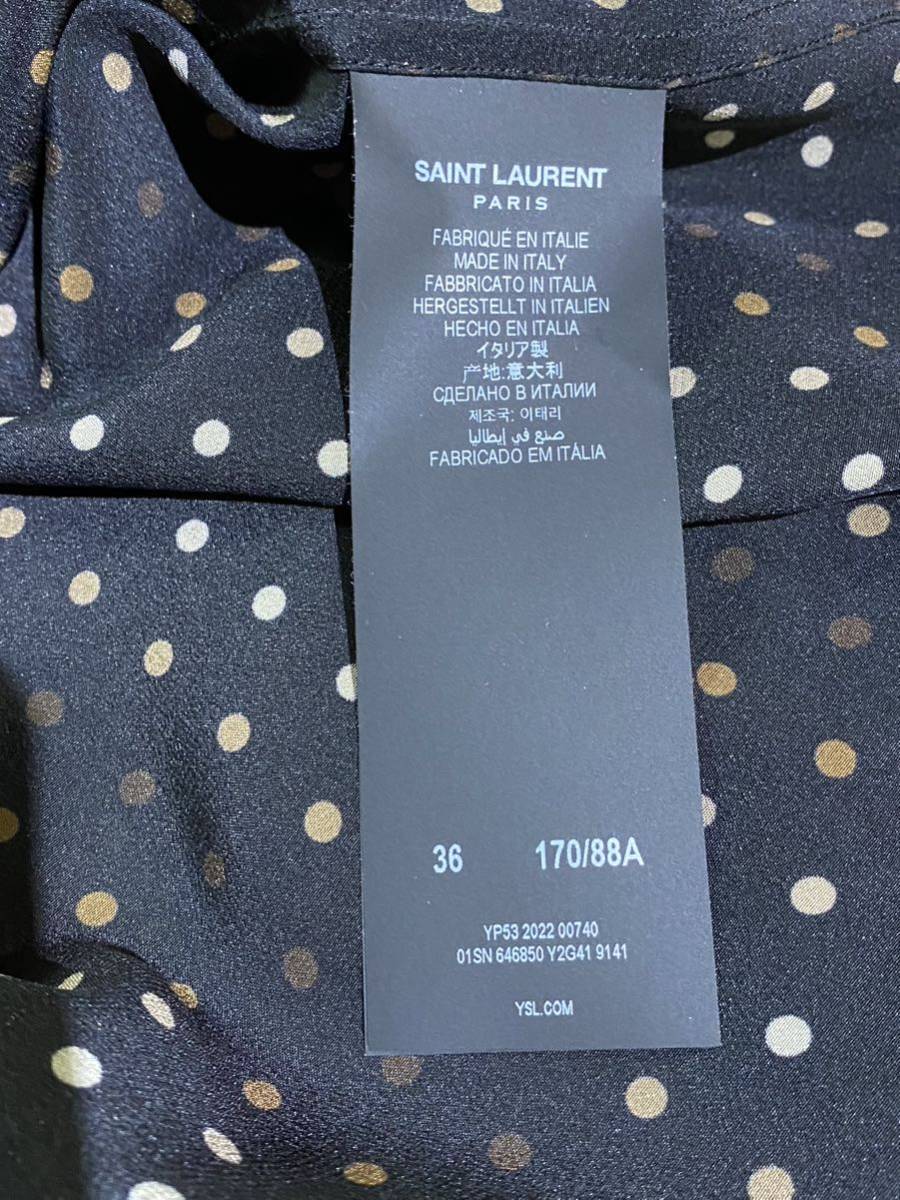 SAINT LAURENT
PARIS
FABRIQUÉ EN ITALIE
MADE IN ITALY
FABBRICATO IN ITALIA
HERGESTELLT IN ITALIEN
HECHO EN ITALIA
イタリア製
产地:意大利
СДЕЛАНО В ИТАЛИИ
제조국: 이태리
صنع في إيطاليا
FABRICADO EM ITÁLIA
36 170/88A
YP53 2022 00740
01SN 646850 Y2G41 9141
YSL.COM